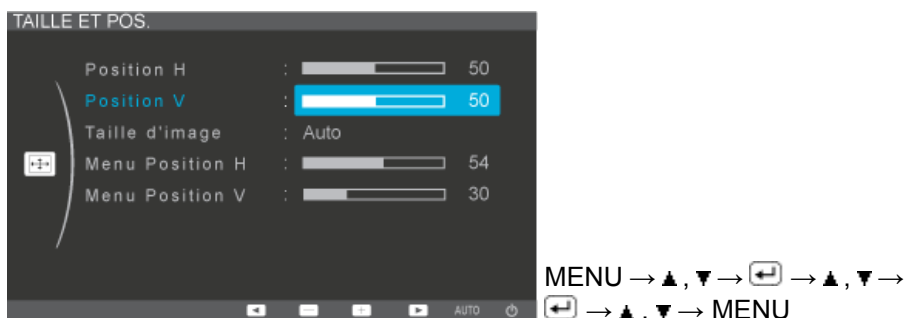 TAILLE ET POS.
Position H : 50
Position V : 50
Taille d'image : Auto
Menu Position H : 54
Menu Position V : 30
AUTO
MENU → ▲ , ▼ → ↵ → ▲ , ▼ →
↵ → ▲ , ▼ → MENU